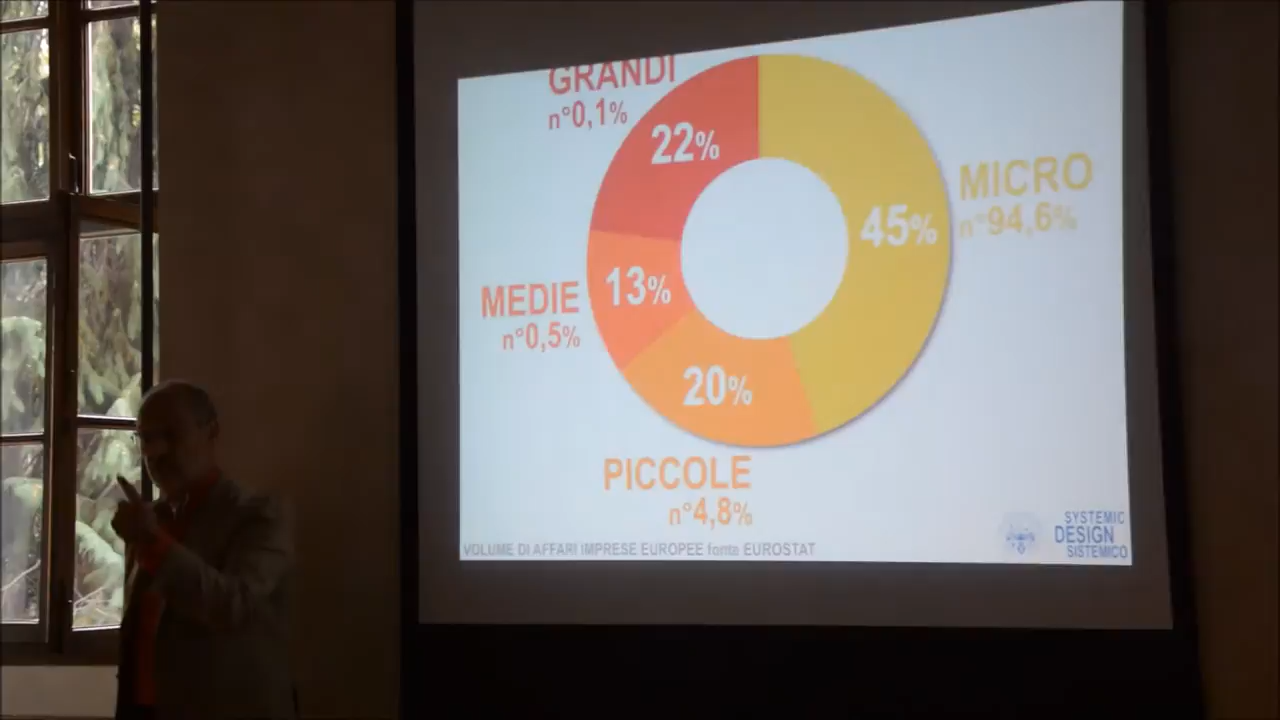 GRANDI
n°0,1%
22%
MICRO
n°94,6%
45%
MEDIE
n°0,5%
13%
20%
PICCOLE
n°4,8%
VOLUME DI AFFARI IMPRESE EUROPEE fonte EUROSTAT
SYSTEMIC
DESIGN
SISTEMICO